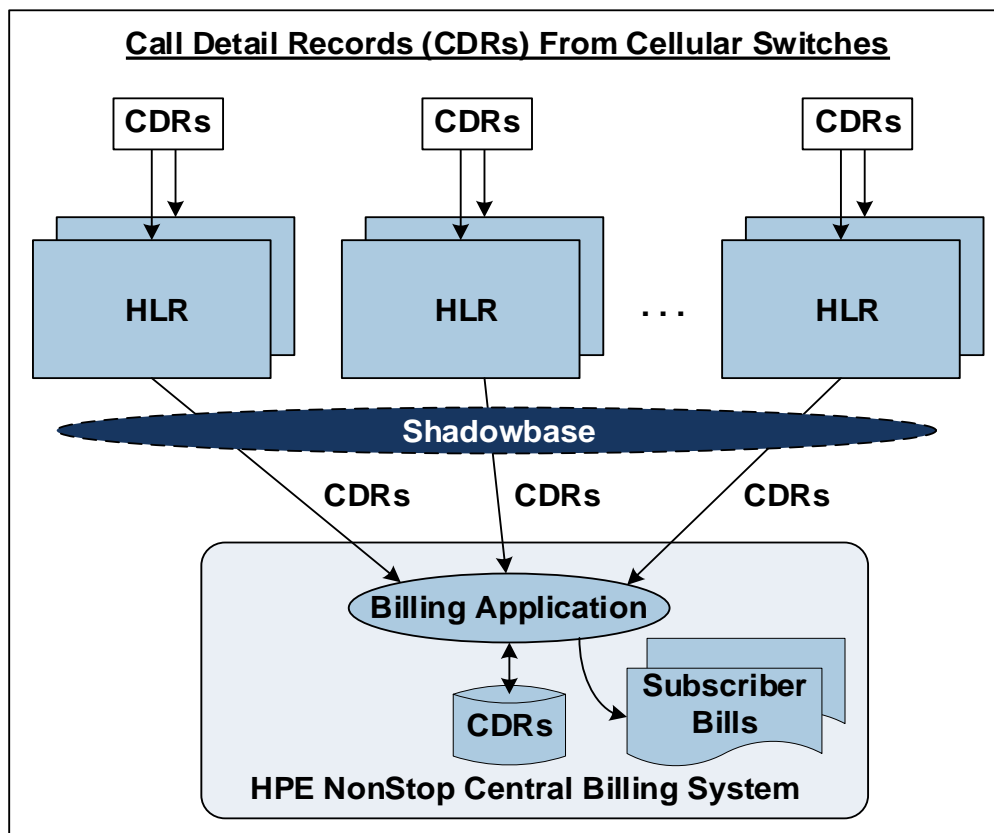 Call Detail Records (CDRs) From Cellular Switches
CDRs
CDRs
CDRs
HLR
HLR
. . .
HLR
Shadowbase
CDRs
CDRs
CDRs
Billing Application
Subscriber
Bills
CDRs
HPE NonStop Central Billing System